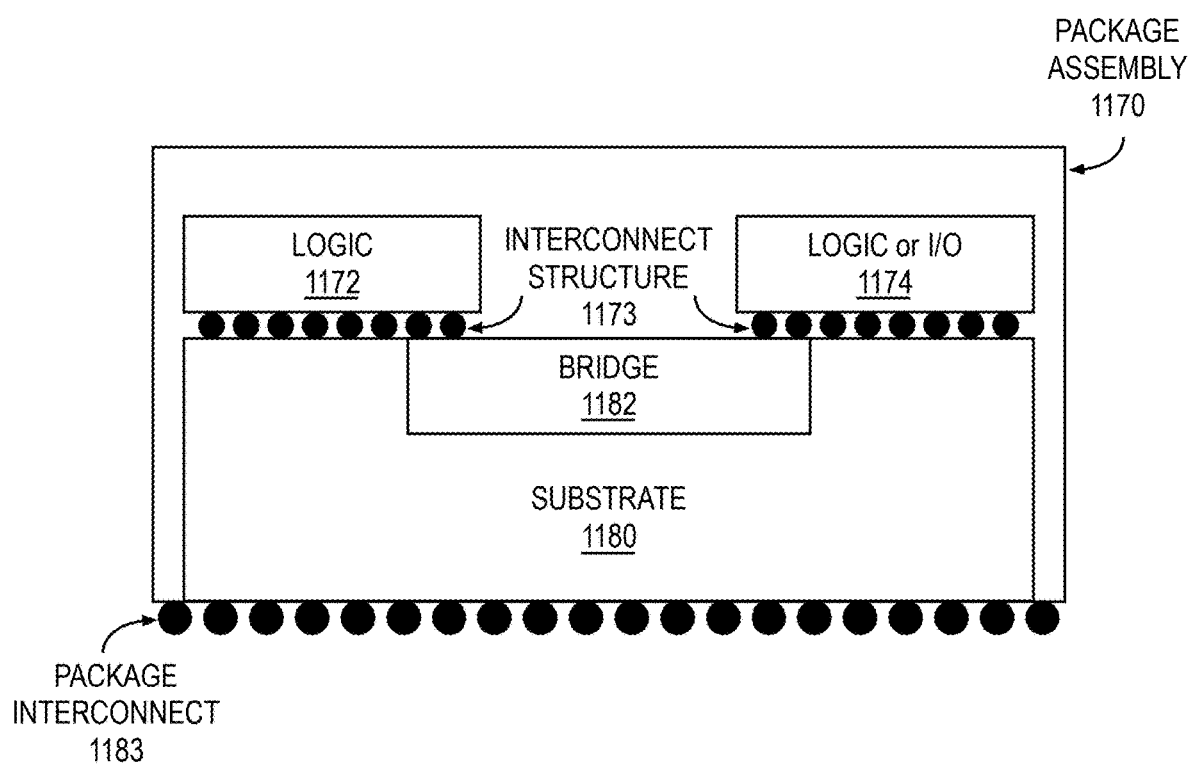 PACKAGE
ASSEMBLY
1170
LOGIC
1172
INTERCONNECT
STRUCTURE
1173
LOGIC or I/O
1174
BRIDGE
1182
SUBSTRATE
1180
PACKAGE
INTERCONNECT
1183